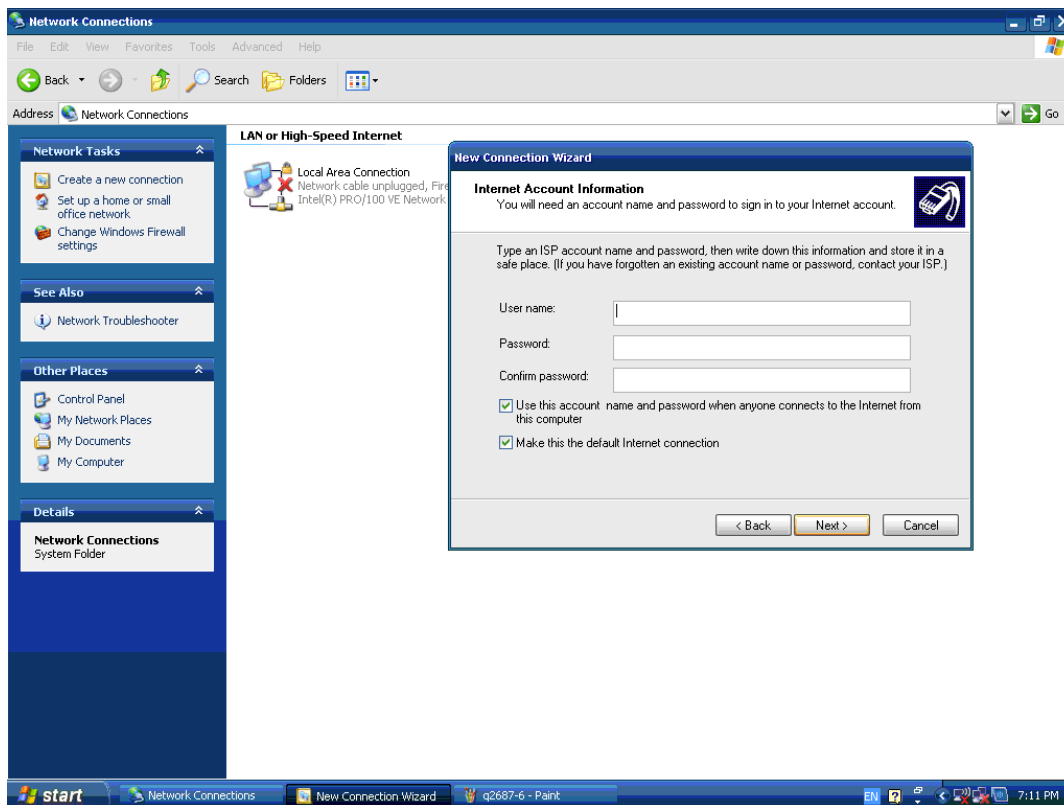 Network Connections
File Edit View Favorites Tools Advanced Help
Back Search Folders
Address Network Connections Go
Network Tasks
Create a new connection
Set up a home or small
office network
Change Windows Firewall
settings
See Also
Network Troubleshooter
Other Places
Control Panel
My Network Places
My Documents
My Computer
Details
Network Connections
System Folder
LAN or High-Speed Internet
Local Area Connection
Network cable unplugged, Fire
Intel(R) PRO/100 VE Network
New Connection Wizard
Internet Account Information
You will need an account name and password to sign in to your Internet account.
Type an ISP account name and password, then write down this information and store it in a
safe place. (If you have forgotten an existing account name or password, contact your ISP.)
User name:
Password:
Confirm password:
Use this account name and password when anyone connects to the Internet from
this computer
Make this the default Internet connection
< Back Next > Cancel
start Network Connections New Connection Wizard q2687-6 - Paint EN 7:11 PM